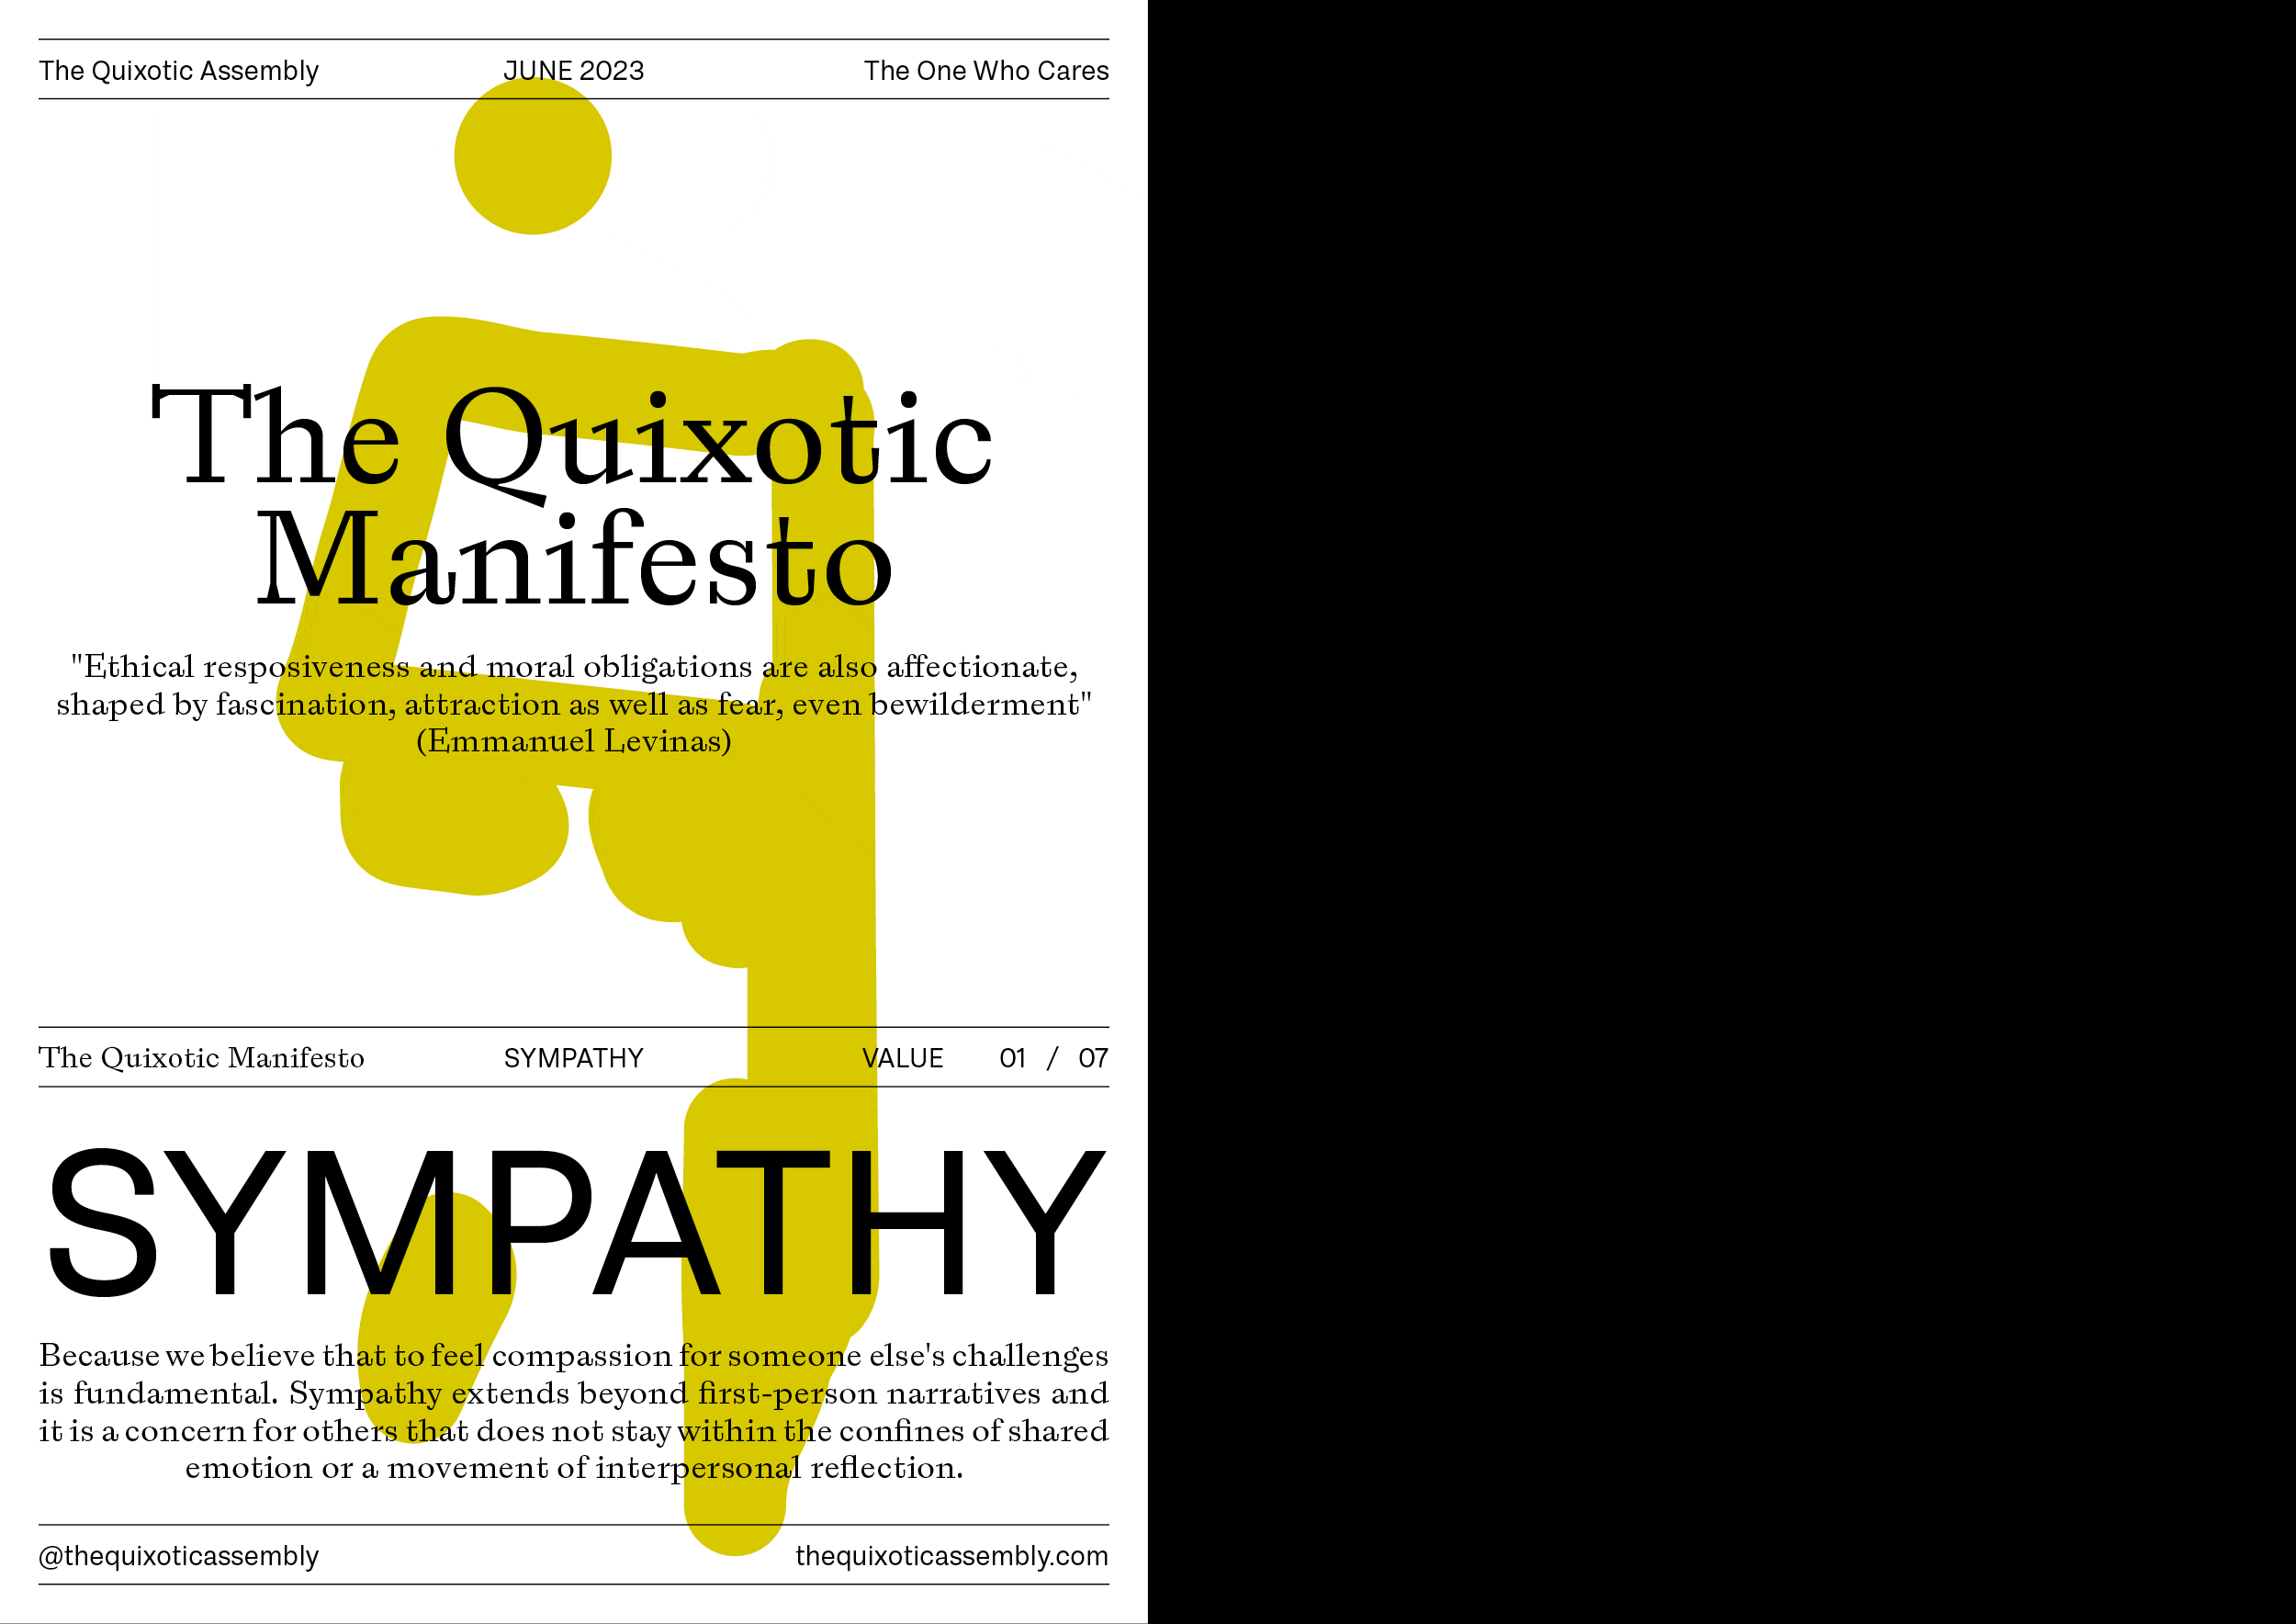 The Quixotic Assembly JUNE 2023 The One Who Cares
The Quixotic
Manifesto
"Ethical resposiveness and moral obligations are also affectionate,
shaped by fascination, attraction as well as fear, even bewilderment"
(Emmanuel Levinas)
The Quixotic Manifesto SYMPATHY VALUE 01 / 07
SYMPATHY
Because we believe that to feel compassion for someone else's challenges
is fundamental. Sympathy extends beyond first-person narratives and
it is a concern for others that does not stay within the confines of shared
emotion or a movement of interpersonal reflection.
@thequixoticassembly thequixoticassembly.com